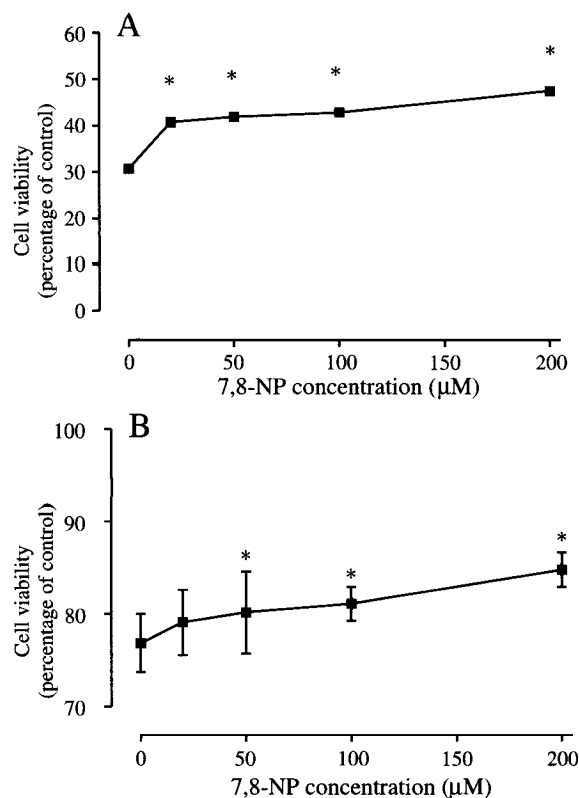 A
60
50
40
30
20
10
0
Cell viability
(percentage of control)
* * * *
0 50 100 150 200
7,8-NP concentration (μM)
B
100
90
80
70
Cell viability
(percentage of control)
* * *
0 50 100 150 200
7,8-NP concentration (μM)